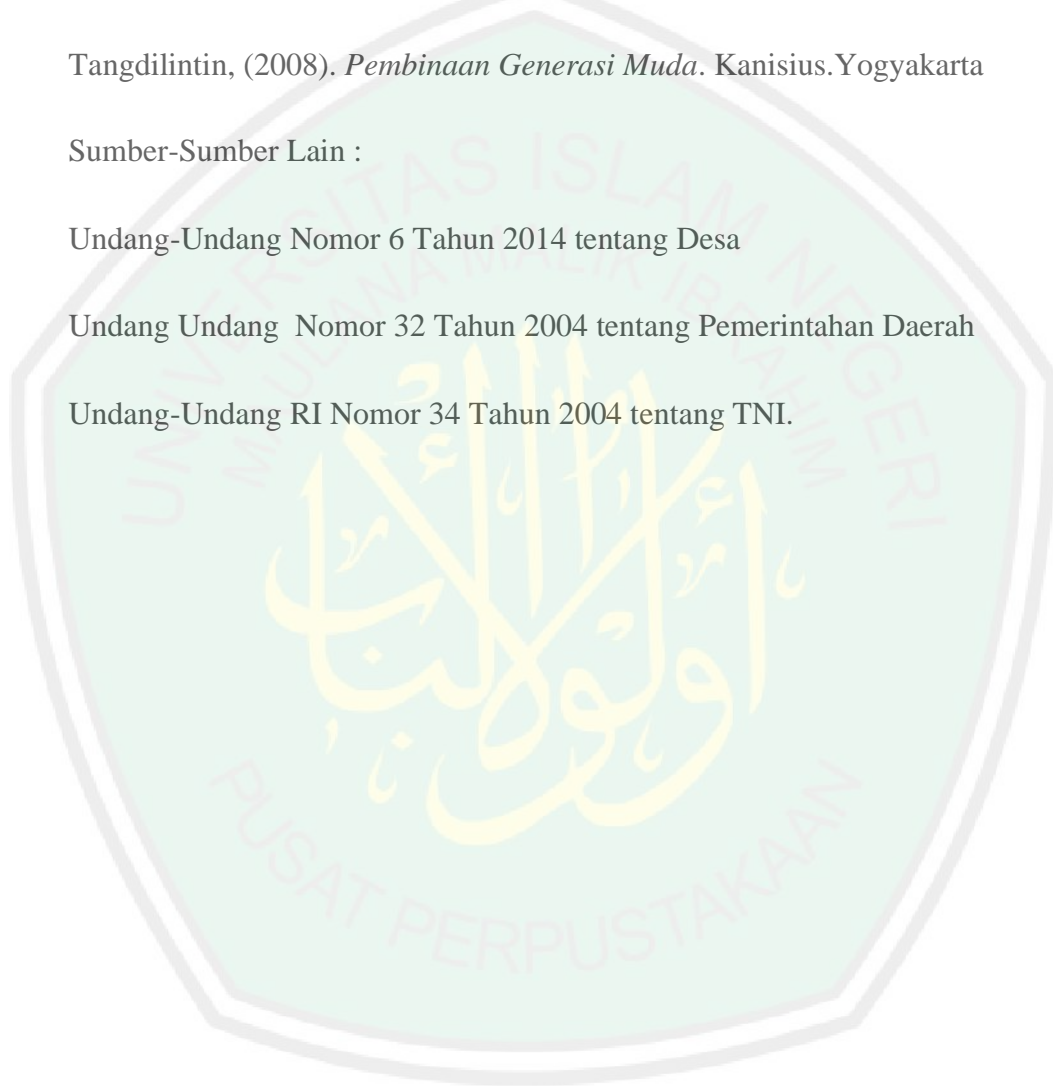 Tangdilintin, (2008). Pembinaan Generasi Muda. Kanisius.Yogyakarta
Sumber-Sumber Lain :
Undang-Undang Nomor 6 Tahun 2014 tentang Desa
Undang Undang  Nomor 32 Tahun 2004 tentang Pemerintahan Daerah
Undang-Undang RI Nomor 34 Tahun 2004 tentang TNI.
UNIVERSITAS ISLAM NEGERI
MAULANA MALIK IBRAHIM
PUSAT PERPUSTAKAAN